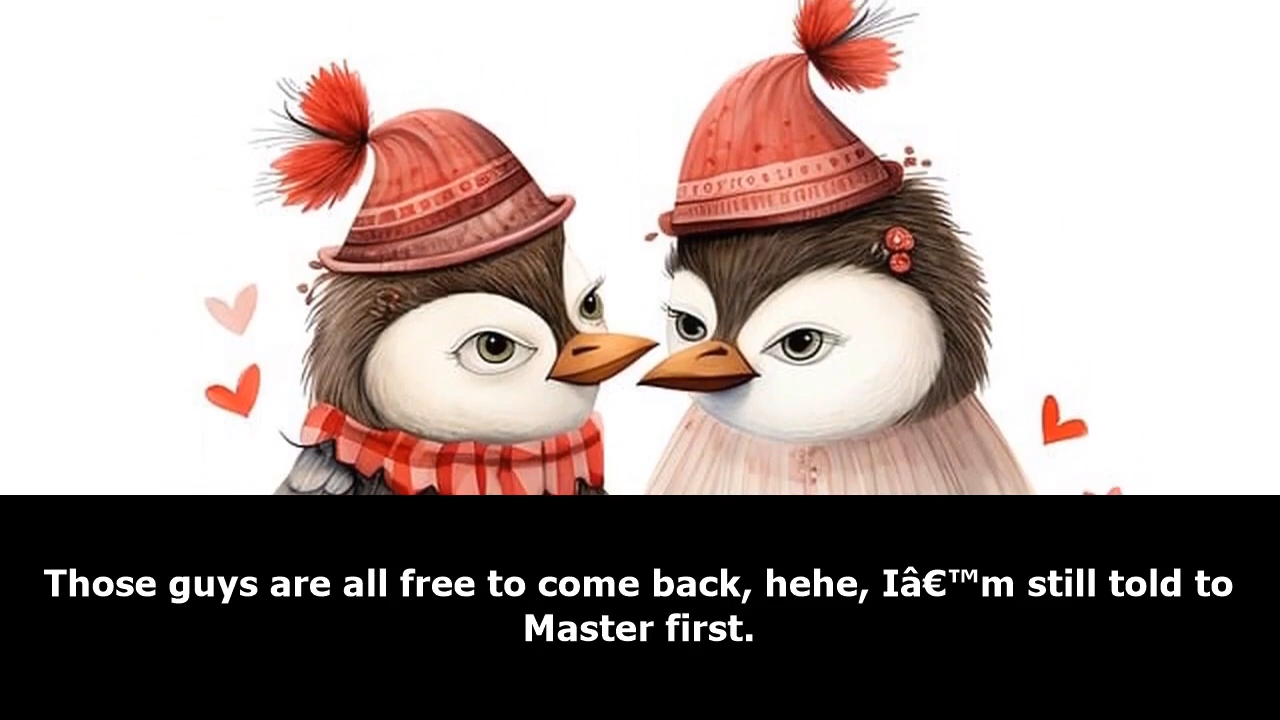 Those guys are all free to come back, hehe, Iâ€™m still told to
Master first.